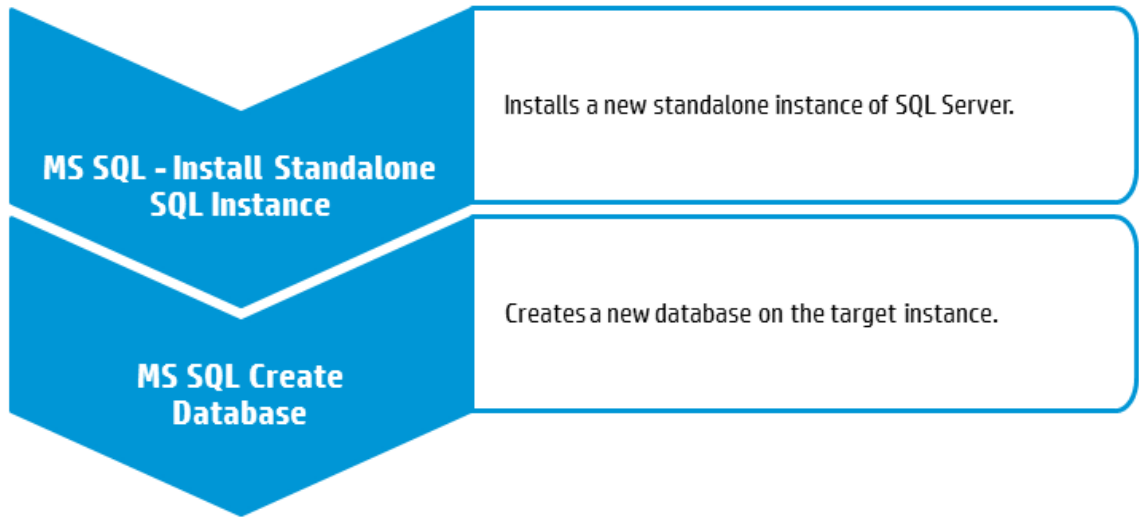 MS SQL - Install Standalone
SQL Instance
Installs a new standalone instance of SQL Server.
MS SQL Create
Database
Creates a new database on the target instance.